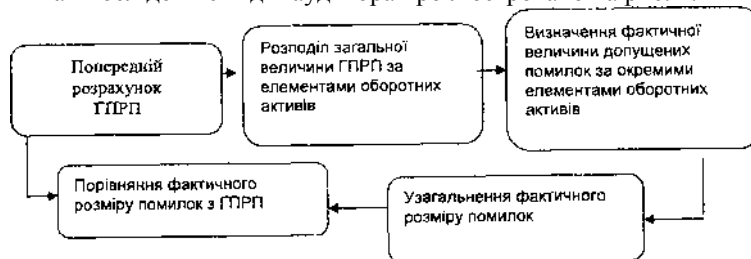 Попередній
розрахунок
ГПРП
Розподіл загальної
величини ГПРП за
елементами оборотних
активів
Визначення фактичної
величини допущених
помилок за окремими
елементами оборотних
активів
Порівняння фактичного
розміру помилок з ГПРП
Узагальнення фактичного
розміру помилок